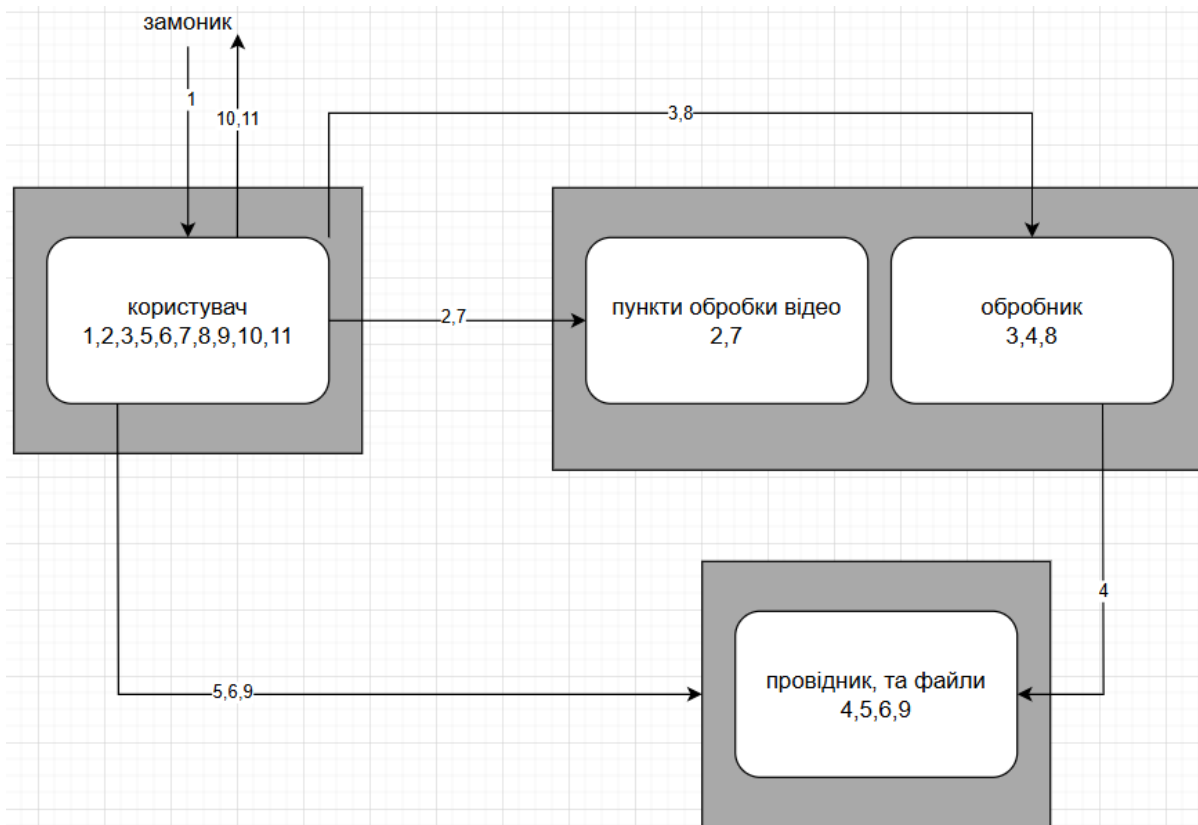 замоник
1
10,11
3,8
користувач
1,2,3,5,6,7,8,9,10,11
2,7
пункти обробки відео
2,7
обробник
3,4,8
4
5,6,9
провідник, та файли
4,5,6,9